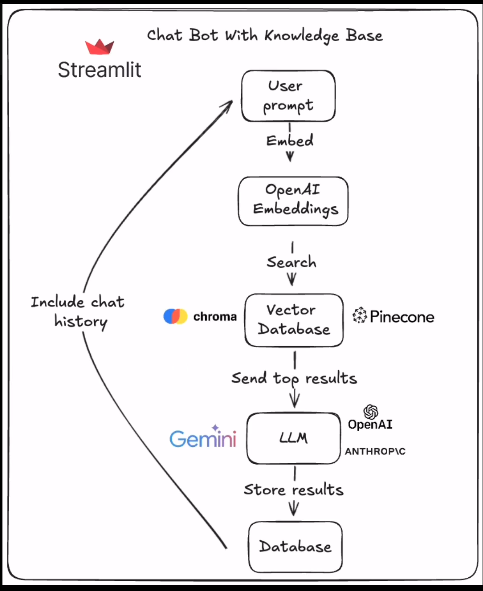 Chat Bot With Knowledge Base
Streamlit
User
prompt
Embed
OpenAI
Embeddings
Search
Include chat
history
chroma
Vector
Database
Pinecone
Send top results
Gemini
LLM
OpenAI
ANTHROP\C
Store results
Database